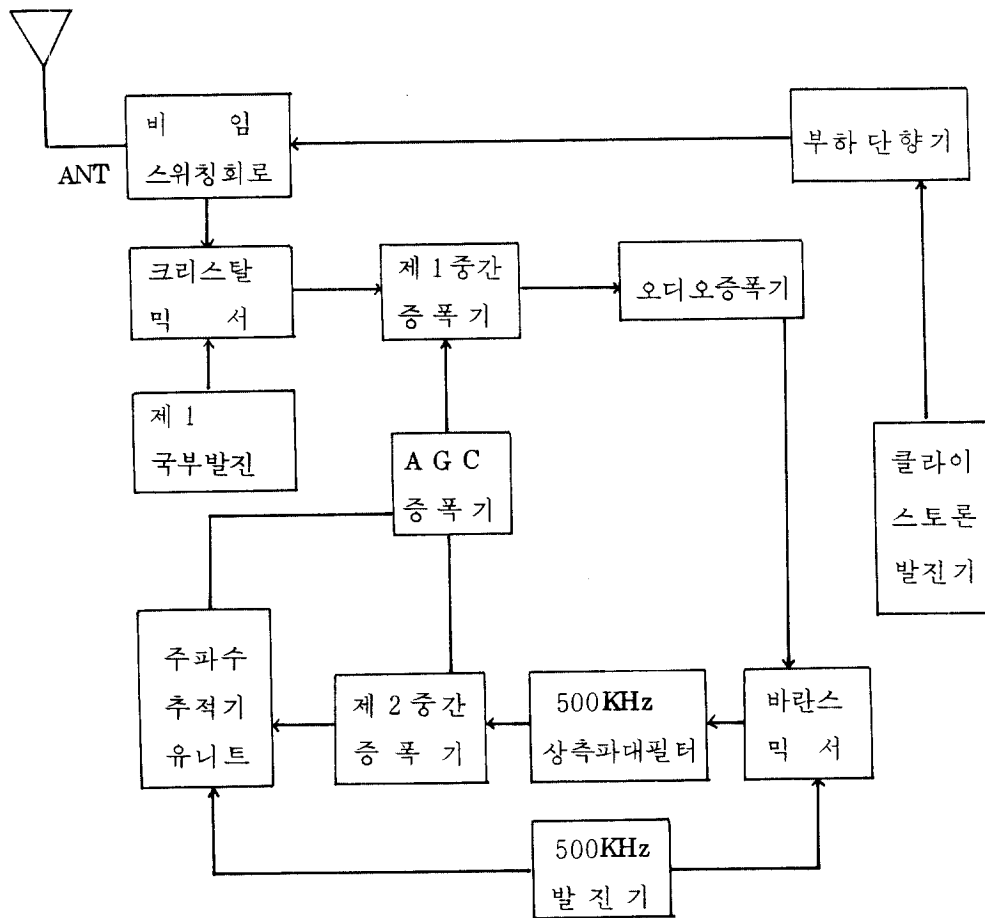 비 임
스위칭회로
ANT
부하단향기
크리스탈
믹 서
제1중간
증폭기
오디오증폭기
제 1
국부발진
A G C
증폭기
클라이
스토론
발진기
주파수
추적기
유니트
제2중간
증 폭 기
500KHz
상측파대필터
바란스
믹 서
500KHz
발 진 기